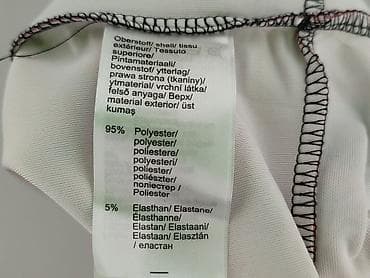 Oberstoff/ shell/ tissu
extérieur/ Tessuto
superiore/
Pintamateriaali/
bovenstof/ ytterlag/
prawa strona (tkaniny)/
ytmaterial/ vrchní látka/
felső anyaga/ Верх/
material exterior/ üst
kumaş
95% Polyester/
polyester/
poliestere/
polyesteri/
polyester/
poliester/
polyester/
poliészter/
полиестер /
Poliester
5% Elasthan/ Elastane/
Élasthanne/
Elastan/ Elastaani/
Elastaan/ Elasztán
/ еластан